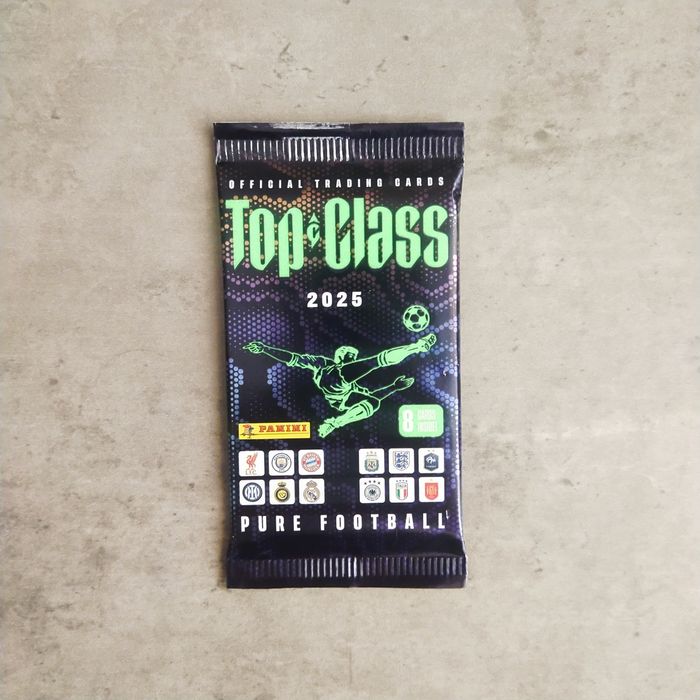 OFFICIAL TRADING CARDS
Top Class
2025
PANINI
8 CARDS INSIDE!
PURE FOOTBALL